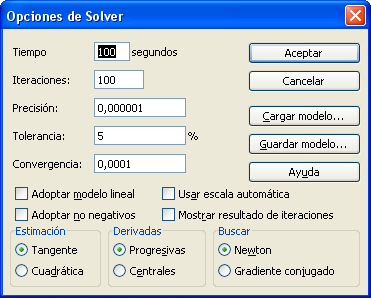 Opciones de Solver
Tiempo 100 segundos Aceptar
Iteraciones: 100 Cancelar
Precisión: 0,000001 Cargar modelo...
Tolerancia: 5 % Guardar modelo...
Convergencia: 0,0001 Ayuda
Adoptar modelo lineal Usar escala automática
Adoptar no negativos Mostrar resultado de iteraciones
Estimación Derivadas Buscar
Tangente Progresivas Newton
Cuadrática Centrales Gradiente conjugado